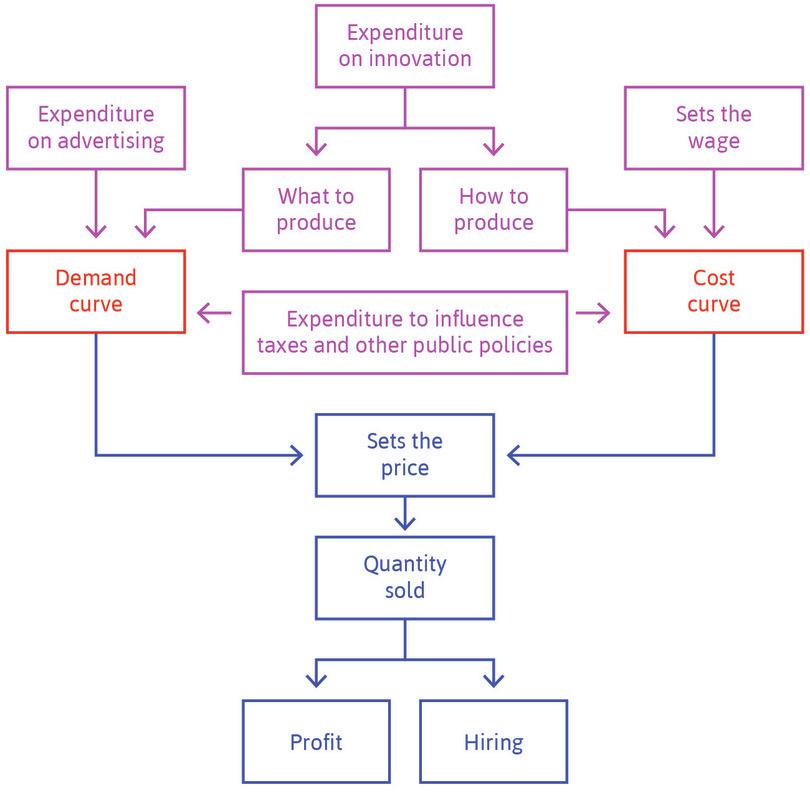 Expenditure
on innovation
Expenditure
on advertising
Sets the
wage
What to
produce
How to
produce
Demand
curve
Cost
curve
Expenditure to influence
taxes and other public policies
Sets the
price
Quantity
sold
Profit
Hiring